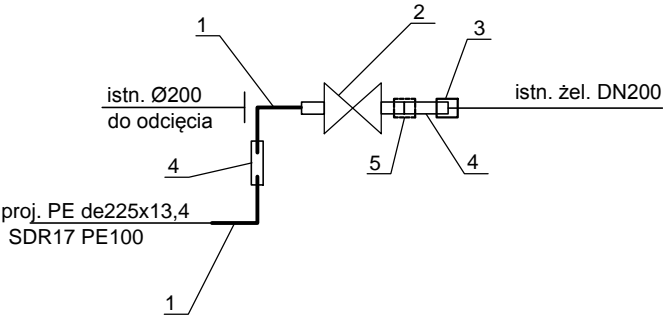 1
2
3
istn. Ø200
do odcięcia
istn. żel. DN200
4
5
4
proj. PE de225x13,4
SDR17 PE100
1